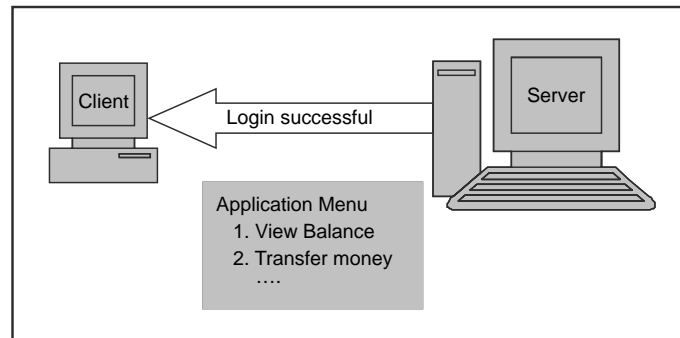 Client
Server
Login successful
Application Menu
1. View Balance
2. Transfer money
....